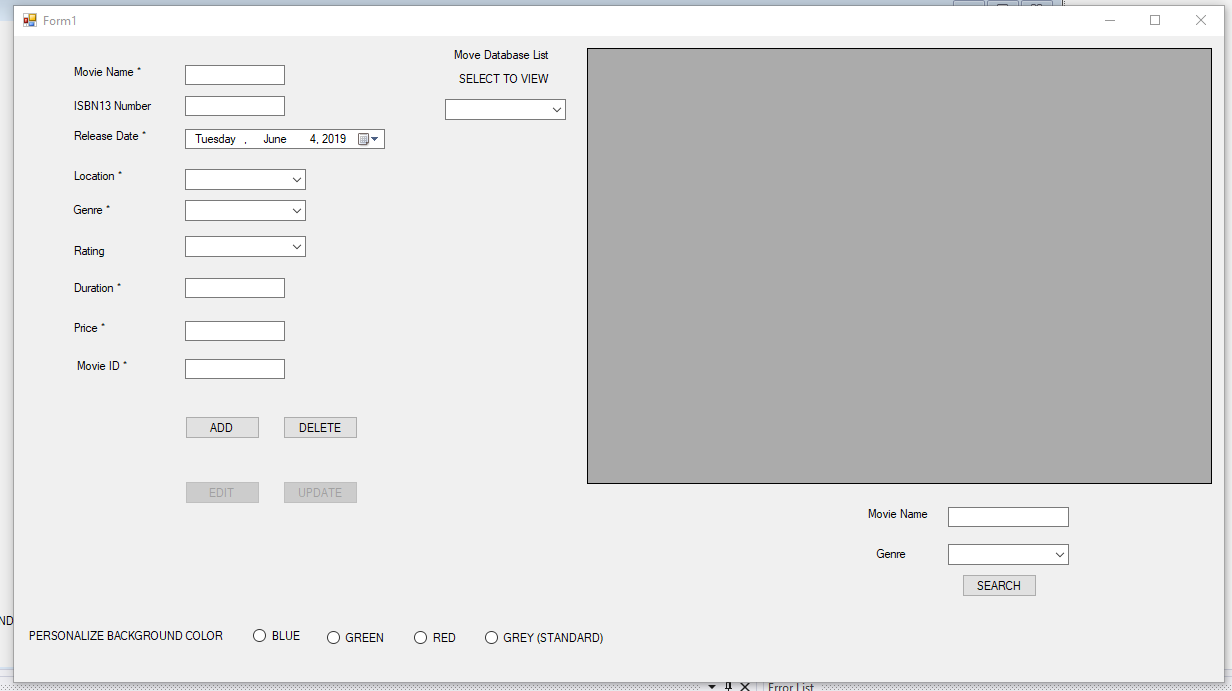 Form1
Movie Name *
ISBN13 Number
Release Date *
Tuesday , June 4, 2019
Location *
Genre *
Rating
Duration *
Price *
Movie ID *
ADD DELETE
EDIT UPDATE
Move Database List
SELECT TO VIEW
Movie Name
Genre
SEARCH
PERSONALIZE BACKGROUND COLOR BLUE GREEN RED GREY (STANDARD)
ND
Error List